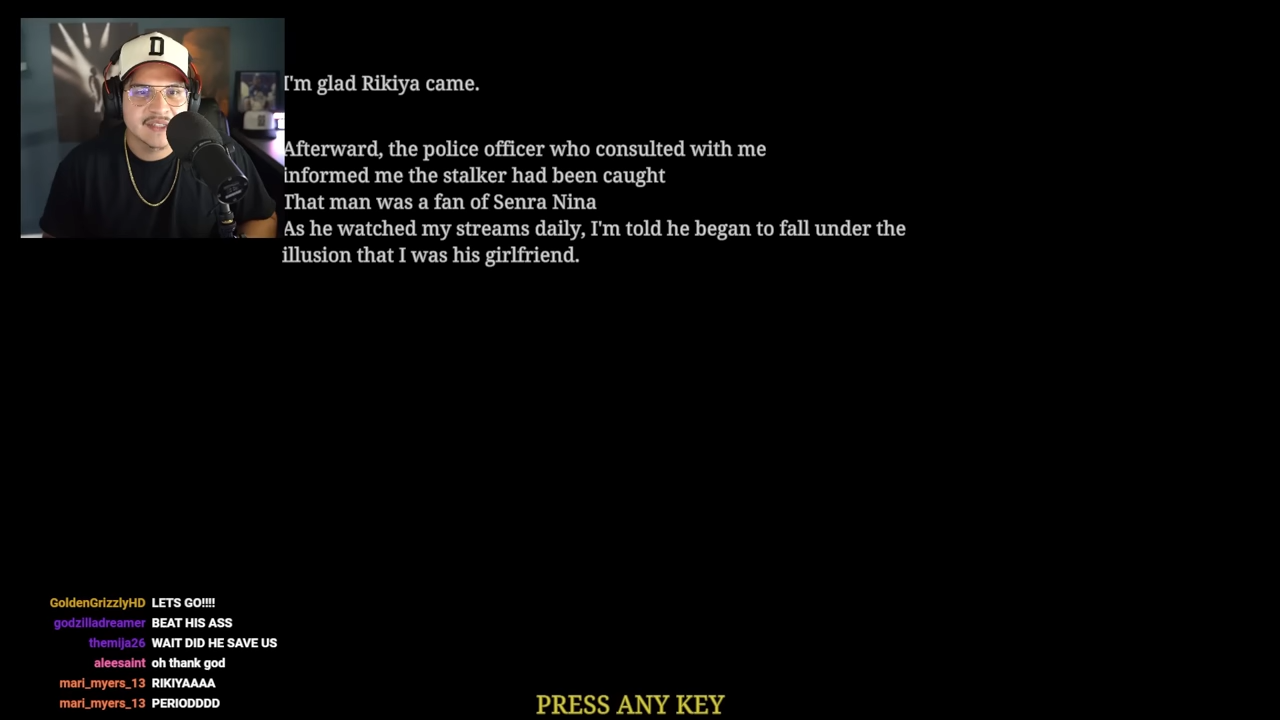 D
I'm glad Rikiya came.
Afterward, the police officer who consulted with me
informed me the stalker had been caught
That man was a fan of Senra Nina
As he watched my streams daily, I'm told he began to fall under the
illusion that I was his girlfriend.
GoldenGrizzlyHD LETS GO!!!!
godzilladreamer BEAT HIS ASS
themija26 WAIT DID HE SAVE US
aleesaint oh thank god
mari_myers_13 RIKIYAAAA
mari_myers_13 PERIODDDD
PRESS ANY KEY